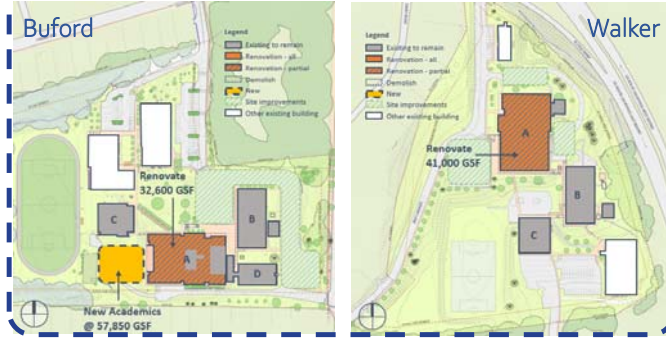 Buford
Legend
Existing to remain
Renovation - all
Renovation - partial
Demolish
New
Site improvements
Other existing building
Renovate
32,600 GSF
C
B
A
D
New Academics
@ 57,850 GSF
Walker
Legend
Existing to remain
Renovation - all
Renovation - partial
Demolish
New
Site improvements
Other existing building
A
Renovate
41,000 GSF
B
C